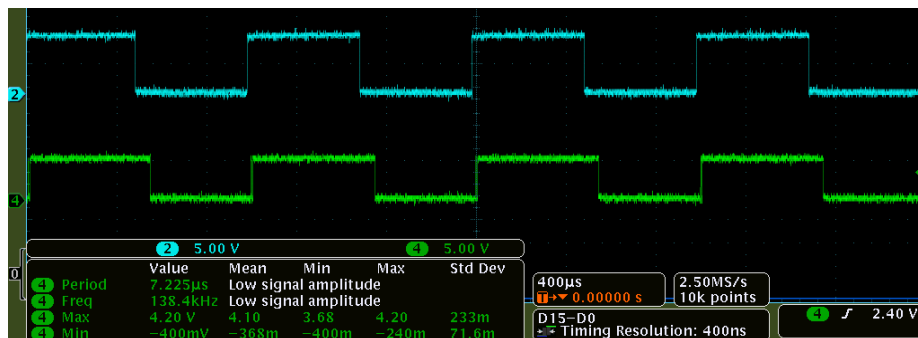 2
4
2 5.00 V 4 5.00 V
0
Value Mean Min Max Std Dev
4 Period 7.225µs Low signal amplitude
4 Freq 138.4kHz Low signal amplitude
4 Max 4.20 V 4.10 3.68 4.20 233m
4 Min −400mV −368m −400m −240m 71.6m
400µs
T→▼ 0.00000 s
2.50MS/s
10k points
D15–D0
Timing Resolution: 400ns
4 2.40 V